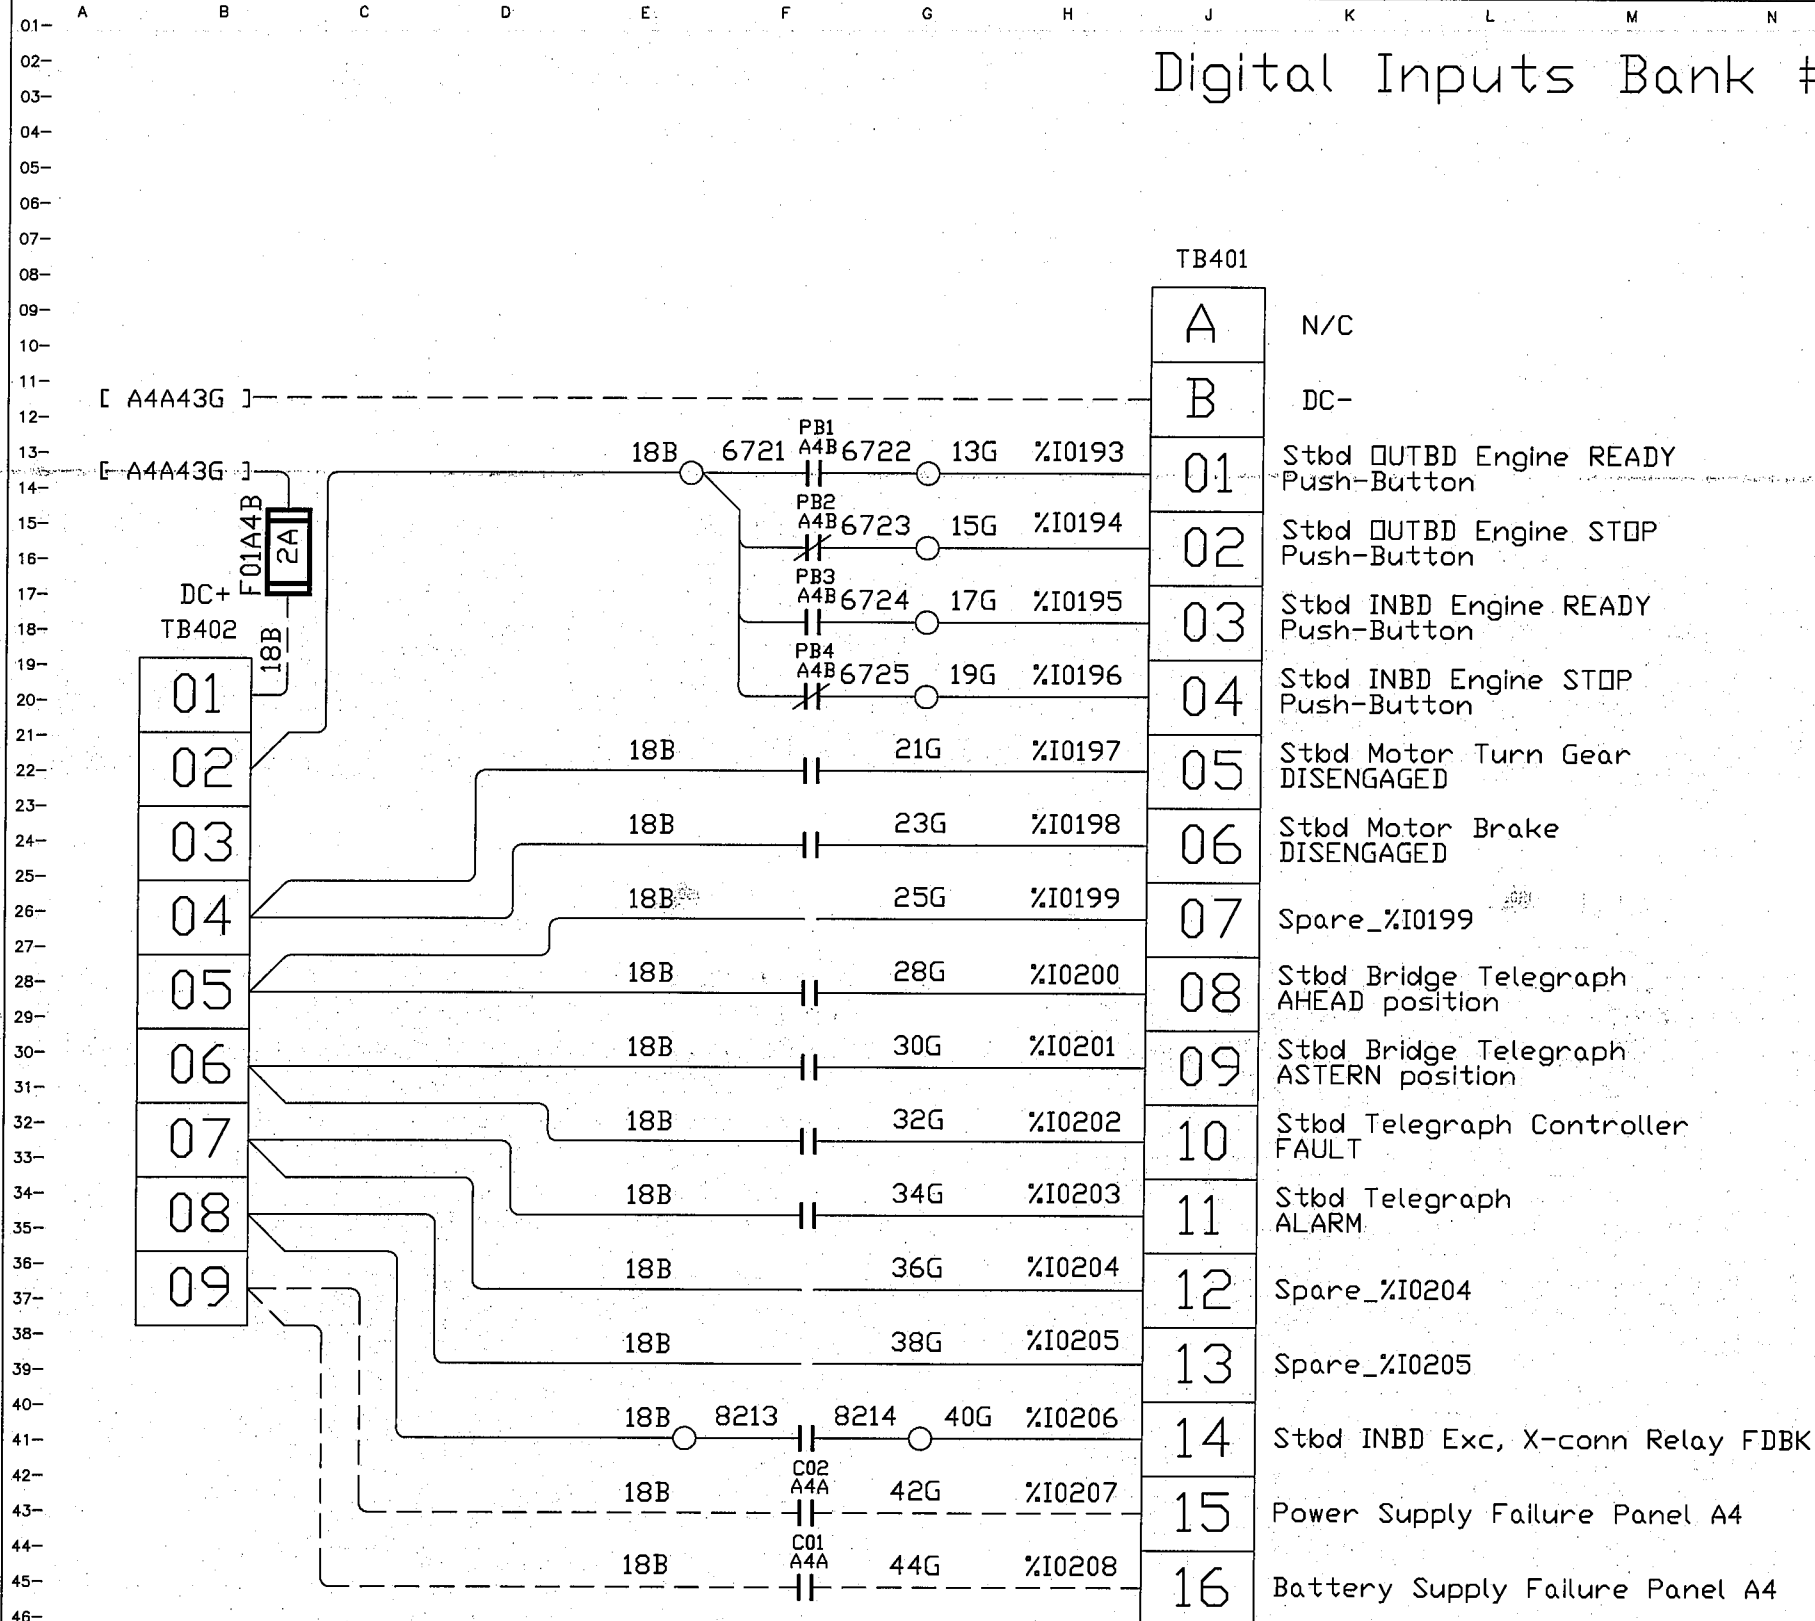 A B C D E F G H J K L M N
01-
02-
Digital Inputs Bank
03-
04-
05-
06-
07-
TB401
08-
09-
A N/C
10-
11-
[ A4A43G ] B DC-
12-
PB1
13-
18B 6721 A4B 6722 13G %I0193 01 Stbd OUTBD Engine READY
[ A4A43G ] Push-Button
14-
PB2
15-
A4B 6723 15G %I0194 02 Stbd OUTBD Engine STOP
F01A4B 2A Push-Button
16-
PB3
17-
DC+ A4B 6724 17G %I0195 03 Stbd INBD Engine READY
Push-Button
18-
TB402
18B
PB4
19-
01 A4B 6725 19G %I0196 04 Stbd INBD Engine STOP
Push-Button
20-
21-
02 18B 21G %I0197 05 Stbd Motor Turn Gear
DISENGAGED
22-
23-
03 18B 23G %I0198 06 Stbd Motor Brake
DISENGAGED
24-
25-
04 18B 25G %I0199 07 Spare_%I0199
26-
27-
05 18B 28G %I0200 08 Stbd Bridge Telegraph
AHEAD position
28-
29-
30-
06 18B 30G %I0201 09 Stbd Bridge Telegraph
ASTERN position
31-
32-
07 18B 32G %I0202 10 Stbd Telegraph Controller
FAULT
33-
34-
08 18B 34G %I0203 11 Stbd Telegraph
ALARM
35-
36-
09 18B 36G %I0204 12 Spare_%I0204
37-
38-
18B 38G %I0205 13 Spare_%I0205
39-
40-
18B 8213 8214 40G %I0206 14 Stbd INBD Exc, X-conn Relay FDBK
41-
C02
42-
A4A
18B 42G %I0207 15 Power Supply Failure Panel A4
43-
C01
44-
A4A
18B 44G %I0208 16 Battery Supply Failure Panel A4
45-
46-